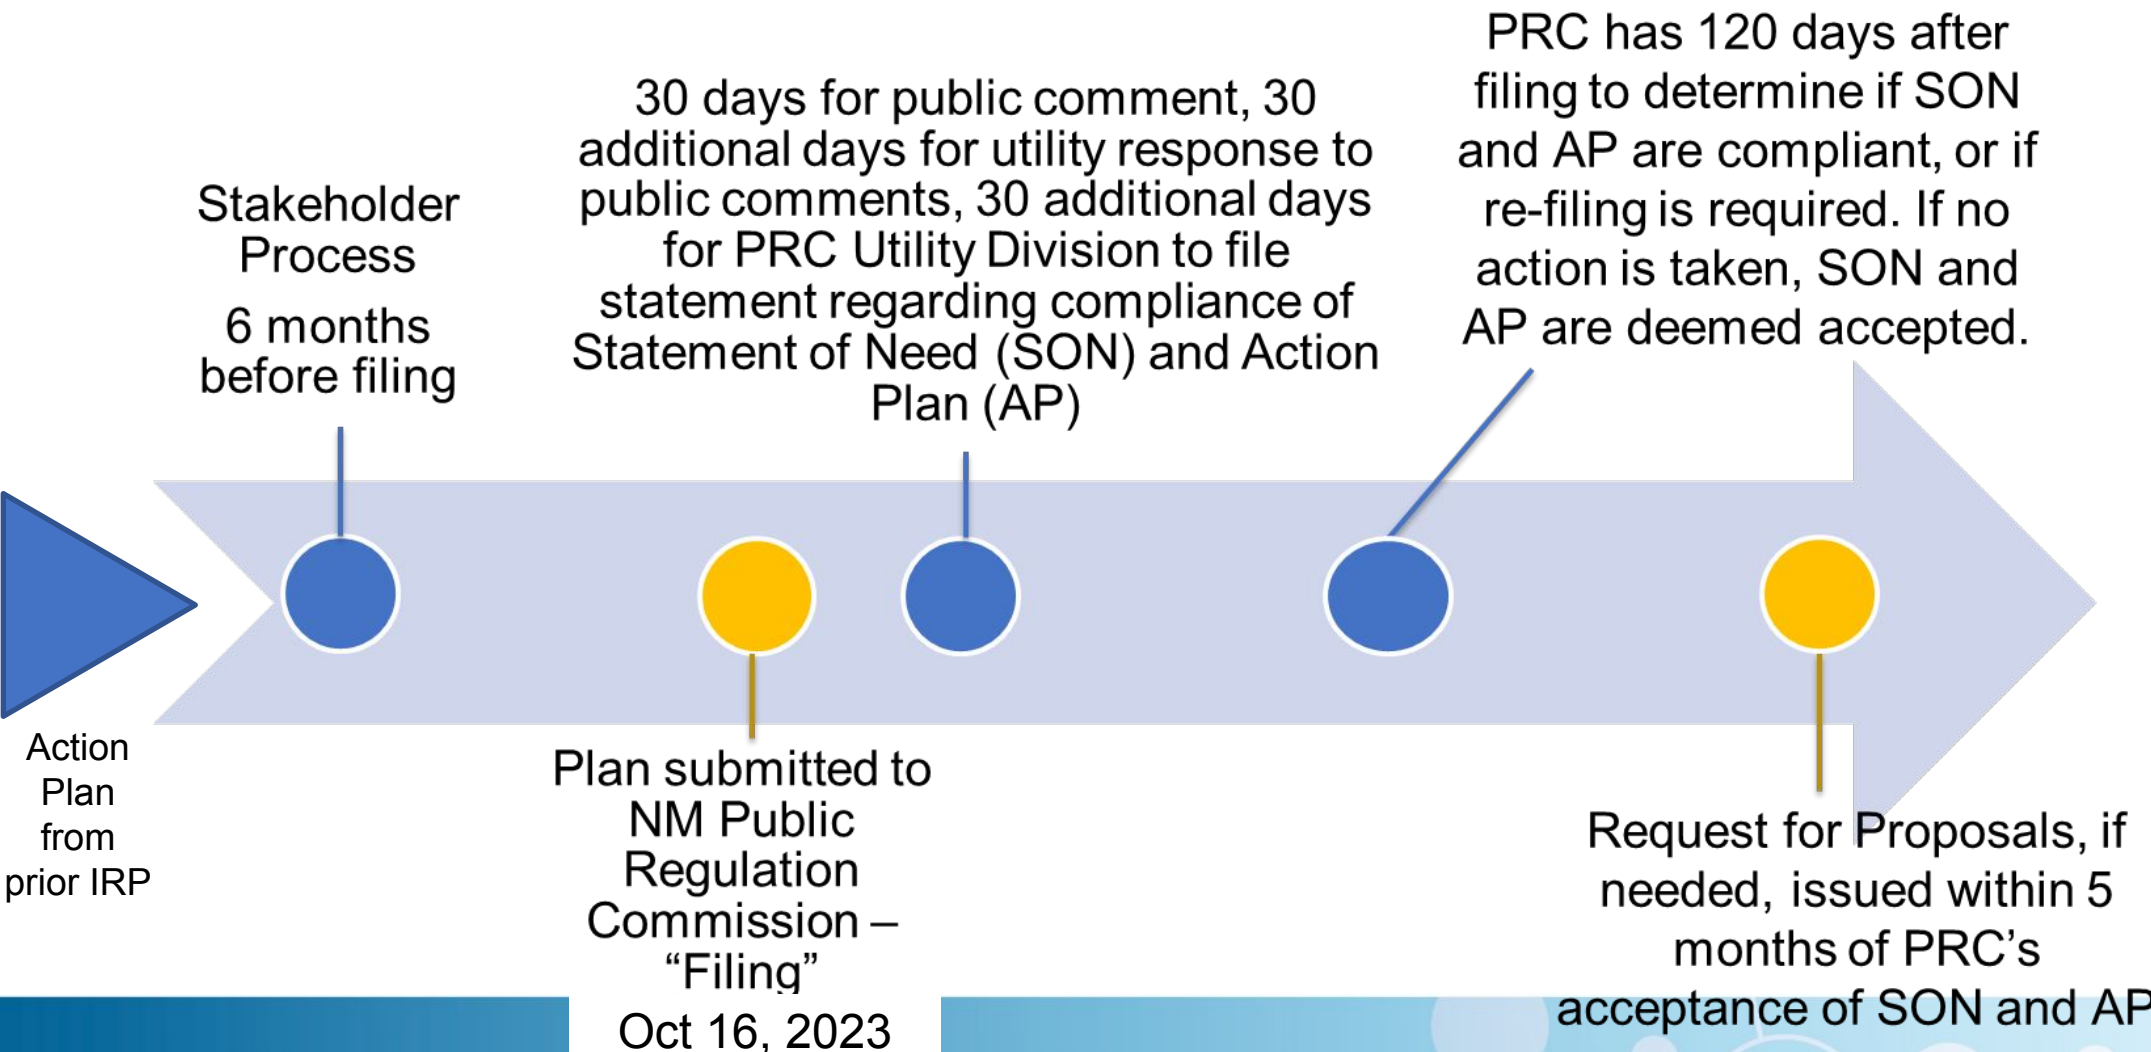 Stakeholder
Process
6 months
before filing
30 days for public comment, 30
additional days for utility response to
public comments, 30 additional days
for PRC Utility Division to file
statement regarding compliance of
Statement of Need (SON) and Action
Plan (AP)
PRC has 120 days after
filing to determine if SON
and AP are compliant, or if
re-filing is required. If no
action is taken, SON and
AP are deemed accepted.
Action
Plan
from
prior IRP
Plan submitted to
NM Public
Regulation
Commission –
“Filing”
Oct 16, 2023
Request for Proposals, if
needed, issued within 5
months of PRC’s
acceptance of SON and AP